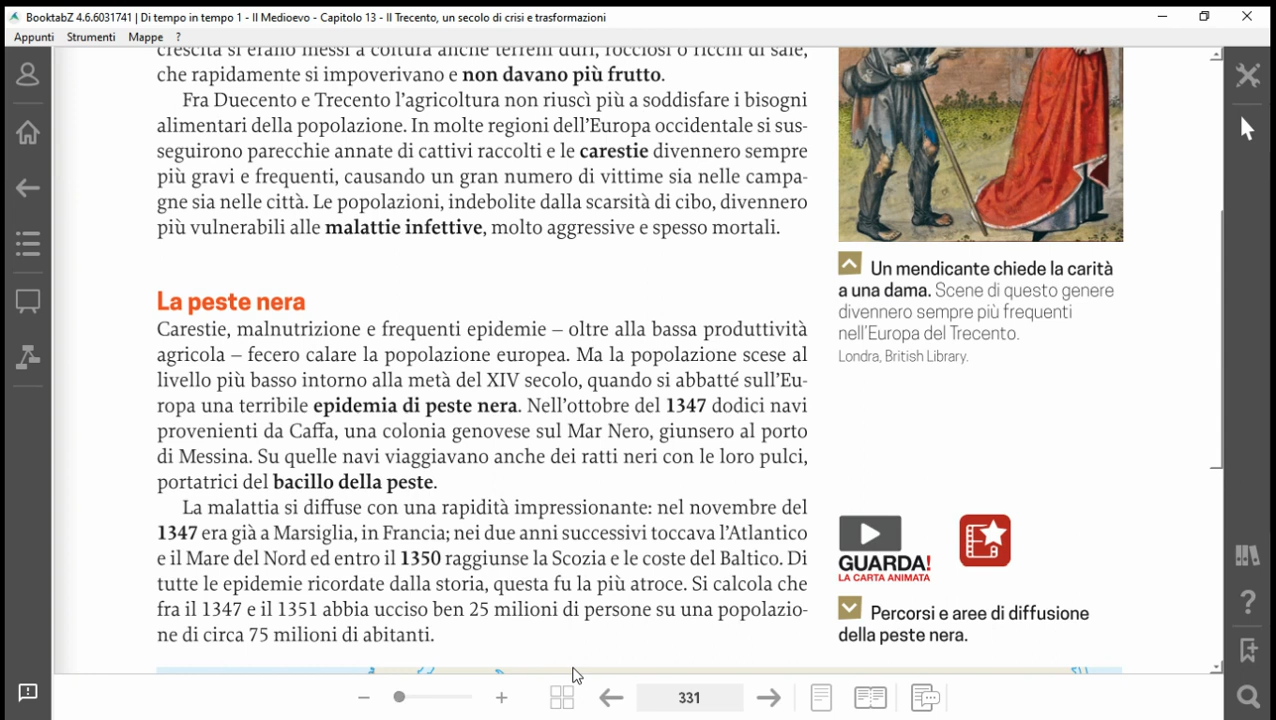 BooktabZ 4.6.6031741 | Di tempo in tempo 1 - Il Medioevo - Capitolo 13 - Il Trecento, un secolo di crisi e trasformazioni
Appunti Strumenti Mappe ?
crescita si erano messi a coltura anche terreni duri, rocciosi o ricchi di sale,
che rapidamente si impoverivano e non davano più frutto.
Fra Duecento e Trecento l'agricoltura non riuscì più a soddisfare i bisogni
alimentari della popolazione. In molte regioni dell'Europa occidentale si sus-
seguirono parecchie annate di cattivi raccolti e le carestie divennero sempre
più gravi e frequenti, causando un gran numero di vittime sia nelle campa-
gne sia nelle città. Le popolazioni, indebolite dalla scarsità di cibo, divennero
più vulnerabili alle malattie infettive, molto aggressive e spesso mortali.
La peste nera
Carestie, malnutrizione e frequenti epidemie – oltre alla bassa produttività
agricola – fecero calare la popolazione europea. Ma la popolazione scese al
livello più basso intorno alla metà del XIV secolo, quando si abbatté sull'Eu-
ropa una terribile epidemia di peste nera. Nell'ottobre del 1347 dodici navi
provenienti da Caffa, una colonia genovese sul Mar Nero, giunsero al porto
di Messina. Su quelle navi viaggiavano anche dei ratti neri con le loro pulci,
portatrici del bacillo della peste.
La malattia si diffuse con una rapidità impressionante: nel novembre del
1347 era già a Marsiglia, in Francia; nei due anni successivi toccava l'Atlantico
e il Mare del Nord ed entro il 1350 raggiunse la Scozia e le coste del Baltico. Di
tutte le epidemie ricordate dalla storia, questa fu la più atroce. Si calcola che
fra il 1347 e il 1351 abbia ucciso ben 25 milioni di persone su una popolazio-
ne di circa 75 milioni di abitanti.
Un mendicante chiede la carità
a una dama. Scene di questo genere
divennero sempre più frequenti
nell'Europa del Trecento.
Londra, British Library.
GUARDA!
LA CARTA ANIMATA
Percorsi e aree di diffusione
della peste nera.
331